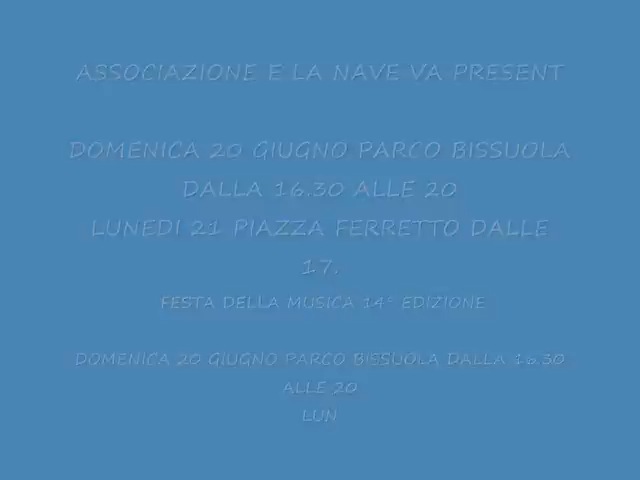 ASSOCIAZIONE E LA NAVE VA PRESENT
DOMENICA 20 GIUGNO PARCO BISSUOLA
DALLA 16.30 ALLE 20
LUNEDI 21 PIAZZA FERRETTO DALLE
17.
FESTA DELLA MUSICA 14° EDIZIONE
DOMENICA 20 GIUGNO PARCO BISSUOLA DALLA 16.30
ALLE 20
LUN